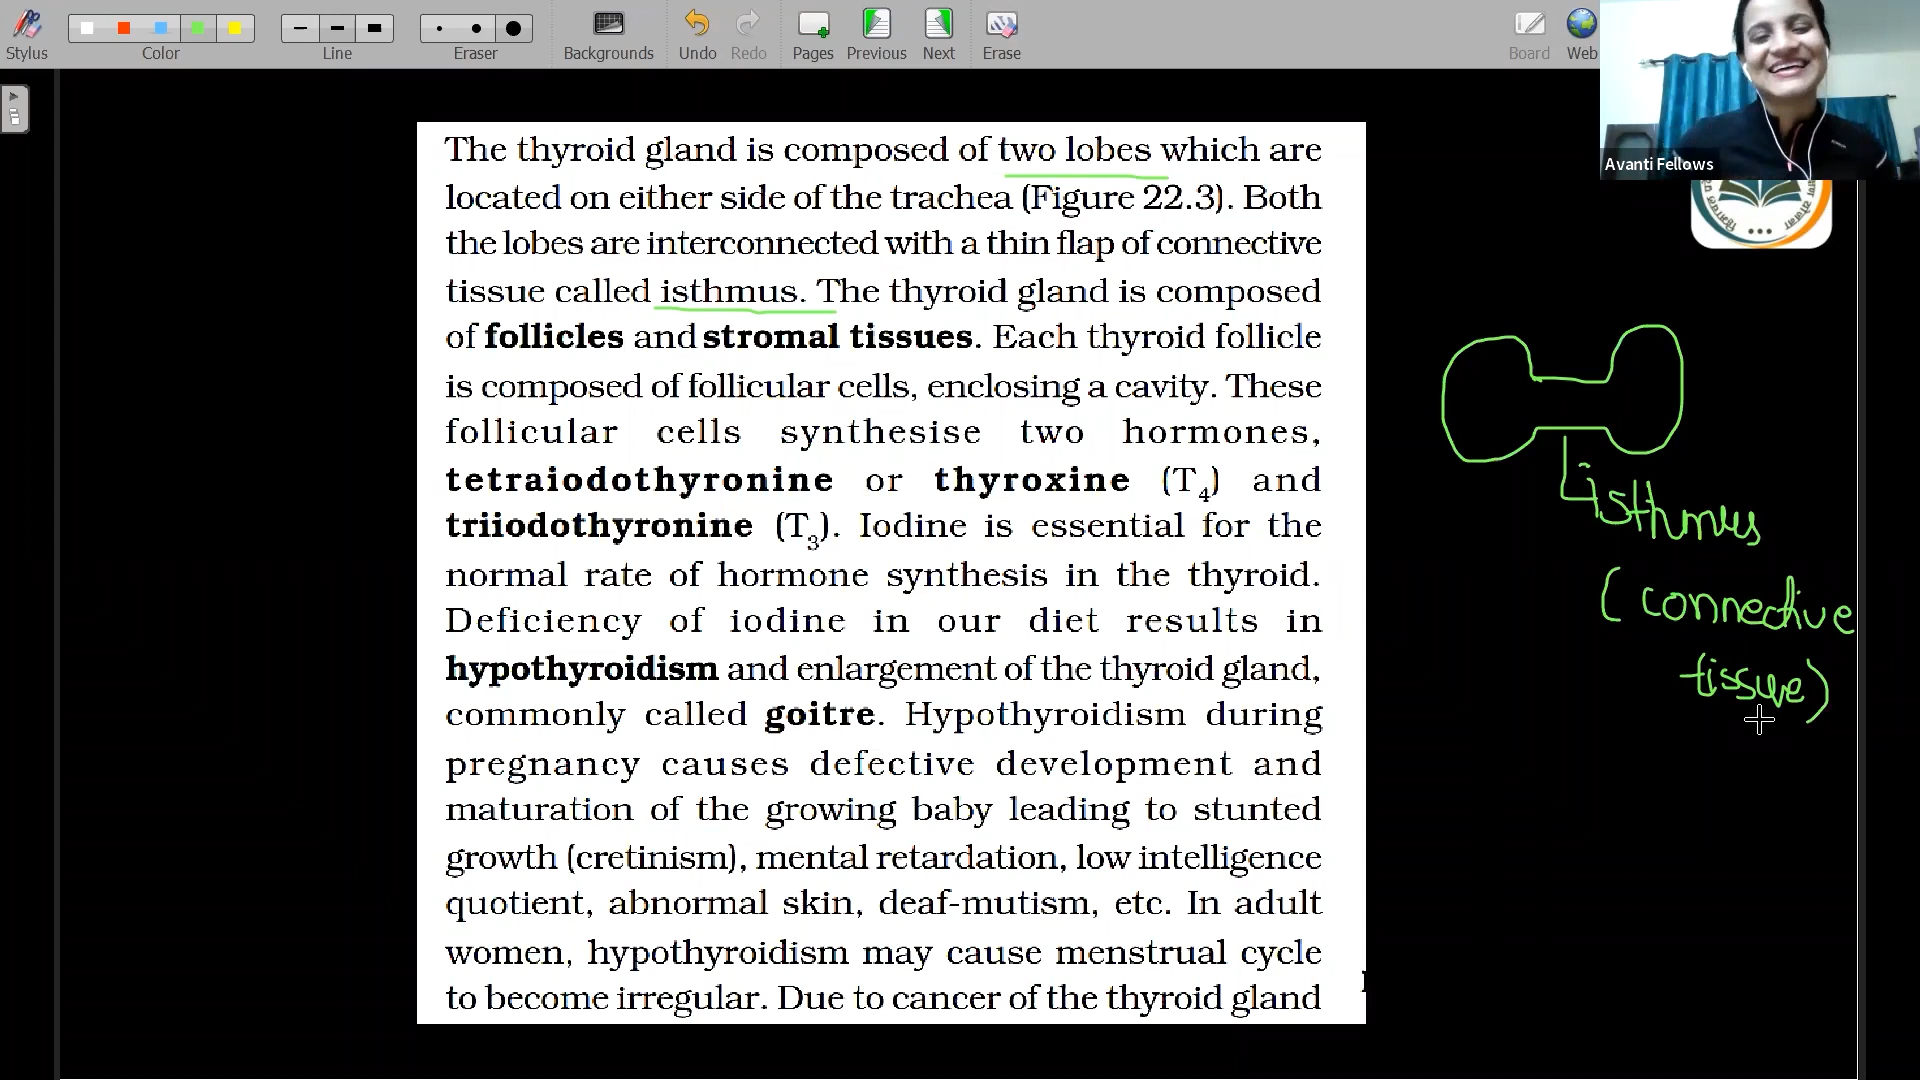 Stylus
Color
Line
Eraser
Backgrounds
Undo
Redo
Pages
Previous
Next
Erase
Board
Web
Avanti Fellows
The thyroid gland is composed of two lobes which are
located on either side of the trachea (Figure 22.3). Both
the lobes are interconnected with a thin flap of connective
tissue called isthmus. The thyroid gland is composed
of follicles and stromal tissues. Each thyroid follicle
is composed of follicular cells, enclosing a cavity. These
follicular cells synthesise two hormones,
tetraiodothyronine or thyroxine (T4) and
triiodothyronine (T3). Iodine is essential for the
normal rate of hormone synthesis in the thyroid.
Deficiency of iodine in our diet results in
hypothyroidism and enlargement of the thyroid gland,
commonly called goitre. Hypothyroidism during
pregnancy causes defective development and
maturation of the growing baby leading to stunted
growth (cretinism), mental retardation, low intelligence
quotient, abnormal skin, deaf-mutism, etc. In adult
women, hypothyroidism may cause menstrual cycle
to become irregular. Due to cancer of the thyroid gland
isthmus
(connective
tissue)